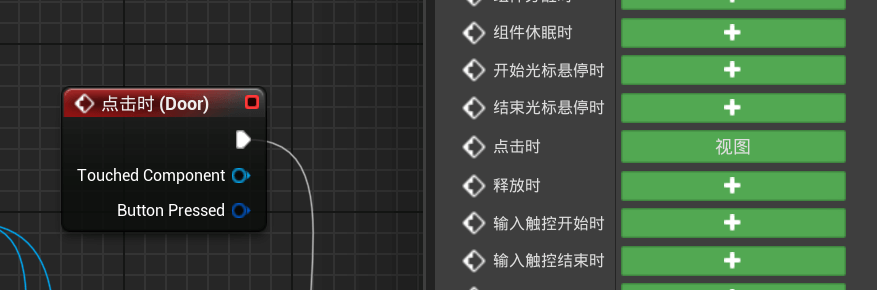 点击时 (Door)
Touched Component
Button Pressed
组件休眠时
开始光标悬停时
结束光标悬停时
点击时
视图
释放时
输入触控开始时
输入触控结束时